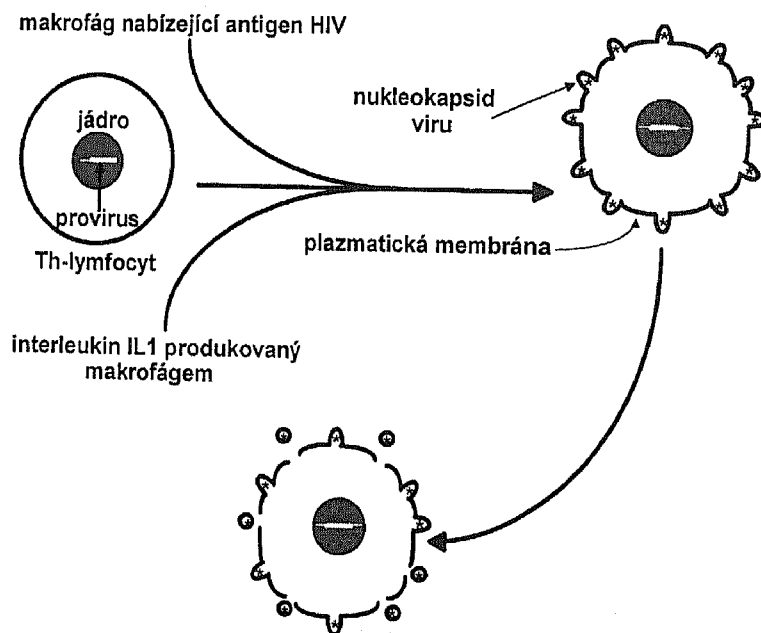 makrofág nabízející antigen HIV
jádro
provirus
Th-lymfocyt
interleukin IL1 produkovaný
makrofágem
nukleokapsid
viru
plazmatická membrána